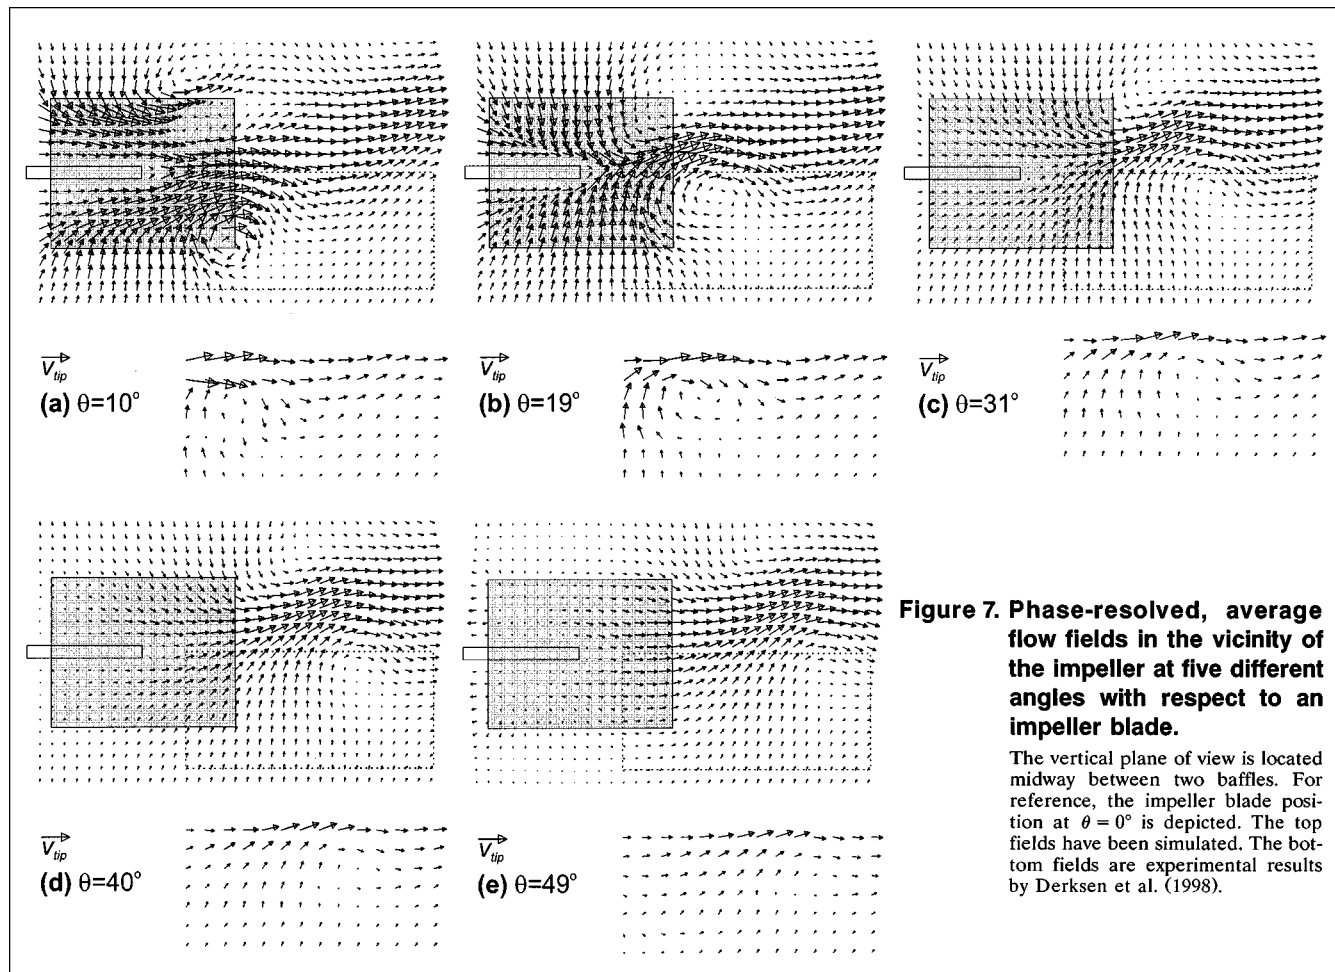 V_tip
(a) θ=10°
V_tip
(b) θ=19°
V_tip
(c) θ=31°
V_tip
(d) θ=40°
V_tip
(e) θ=49°
Figure 7. Phase-resolved, average
flow fields in the vicinity of
the impeller at five different
angles with respect to an
impeller blade.
The vertical plane of view is located
midway between two baffles. For
reference, the impeller blade posi-
tion at θ = 0° is depicted. The top
fields have been simulated. The bot-
tom fields are experimental results
by Derksen et al. (1998).